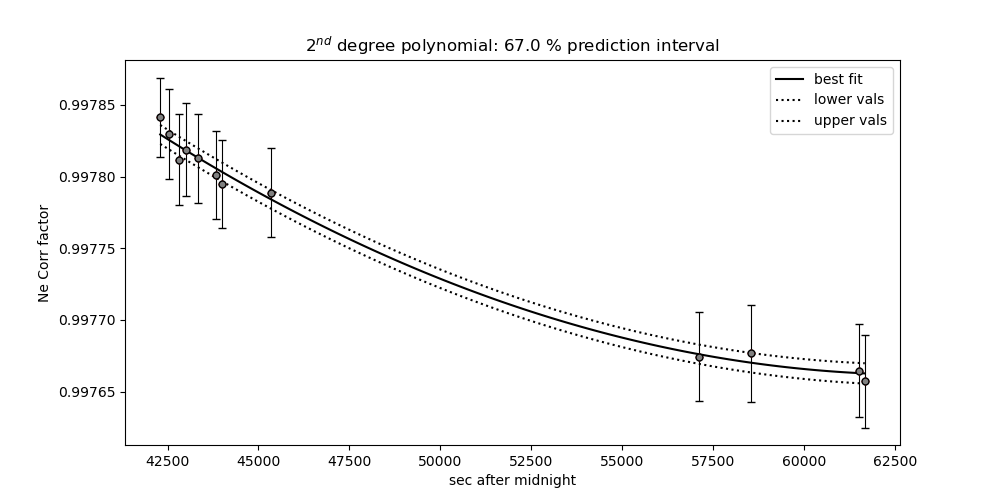 2nd degree polynomial: 67.0 % prediction interval
best fit
lower vals
upper vals
Ne Corr factor
0.99785
0.99780
0.99775
0.99770
0.99765
42500 45000 47500 50000 52500 55000 57500 60000 62500
sec after midnight